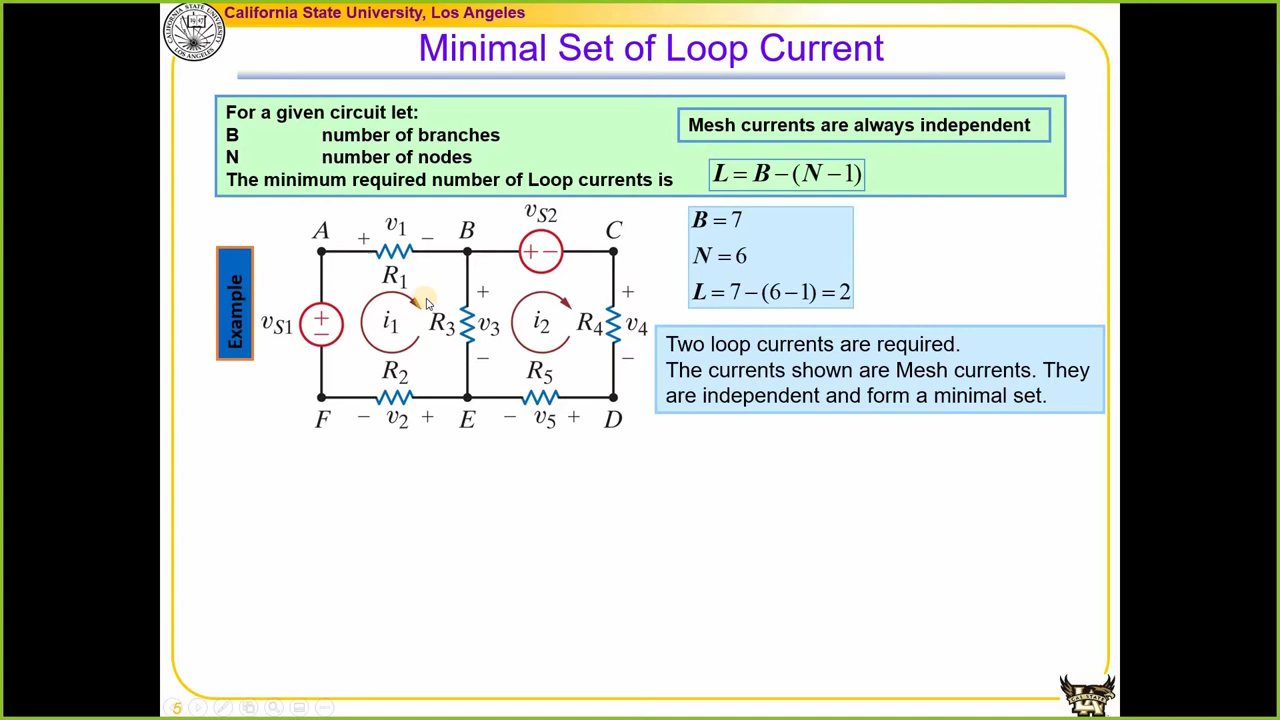 California State University, Los Angeles
Minimal Set of Loop Current
For a given circuit let:
B number of branches
N number of nodes
The minimum required number of Loop currents is
Mesh currents are always independent
L = B − (N − 1)
B = 7
N = 6
L = 7 − (6 − 1) = 2
Example
A + v1 − B vS2 C
R1
+ −
vS1 + − i1 R3 + v3 − i2 R4 + v4 −
R2 R5
F − v2 + E − v5 + D
Two loop currents are required.
The currents shown are Mesh currents. They
are independent and form a minimal set.
5